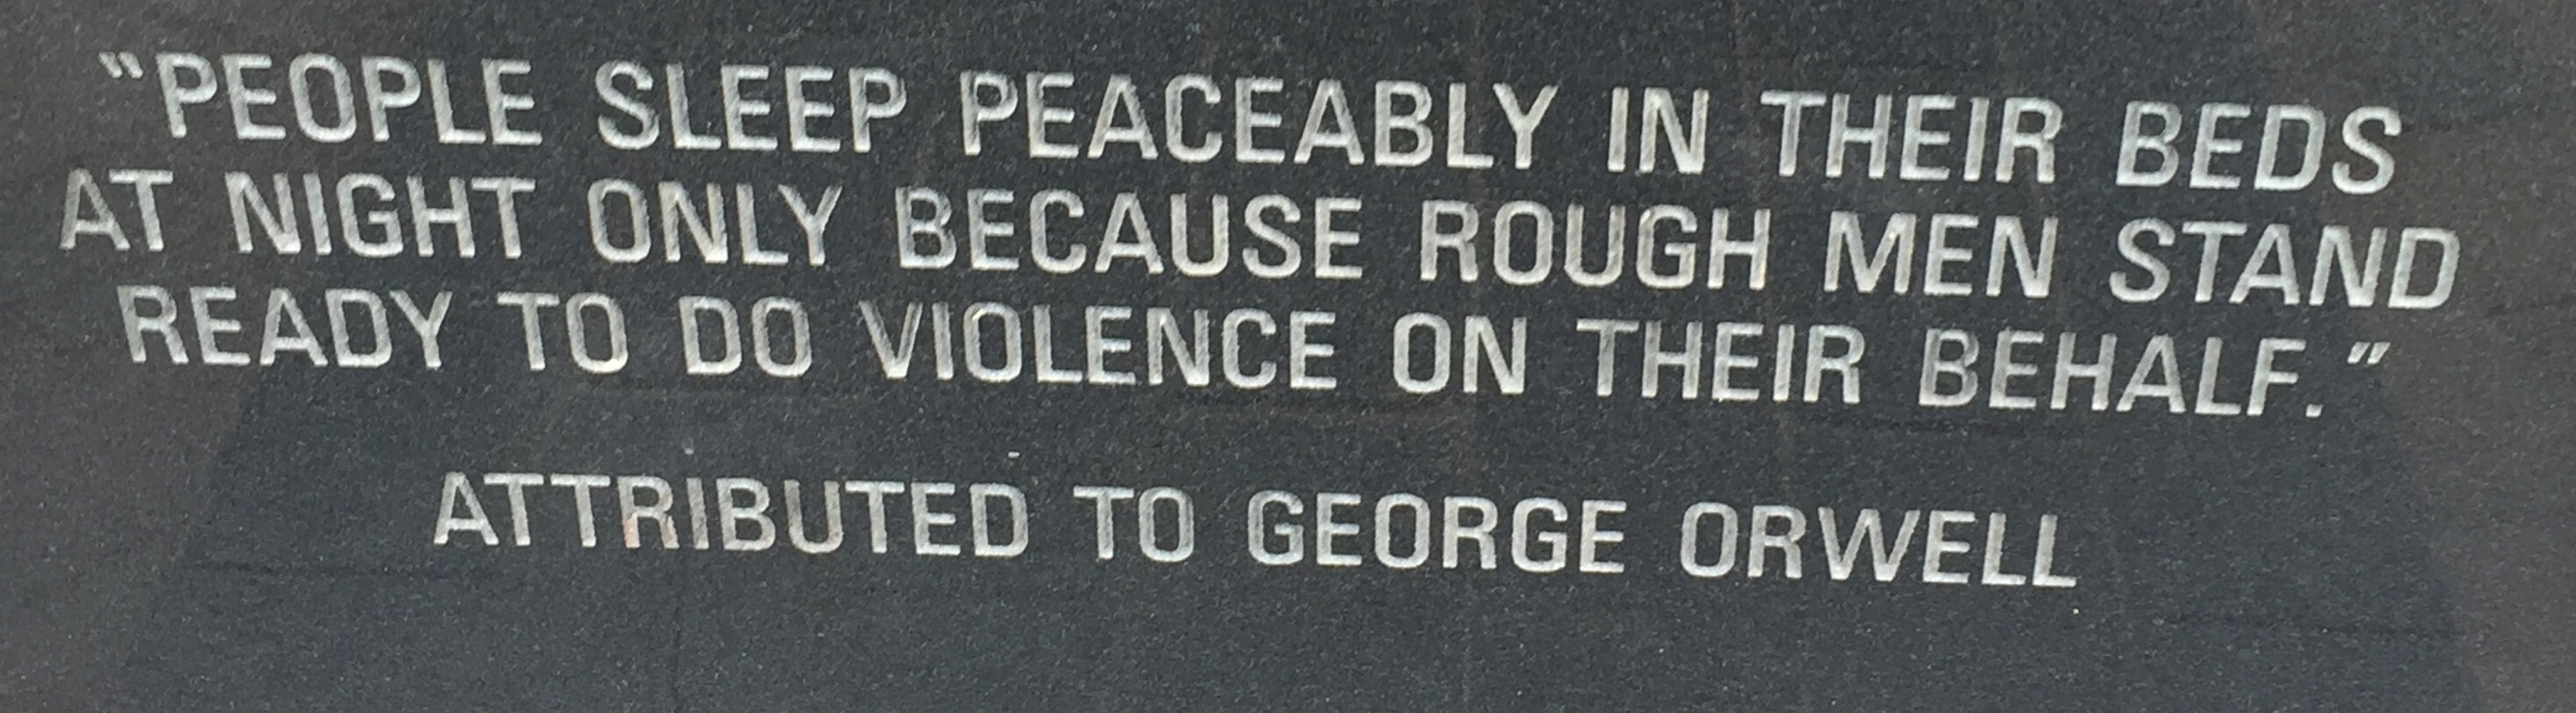 "PEOPLE SLEEP PEACEABLY IN THEIR BEDS
AT NIGHT ONLY BECAUSE ROUGH MEN STAND
READY TO DO VIOLENCE ON THEIR BEHALF."
ATTRIBUTED TO GEORGE ORWELL